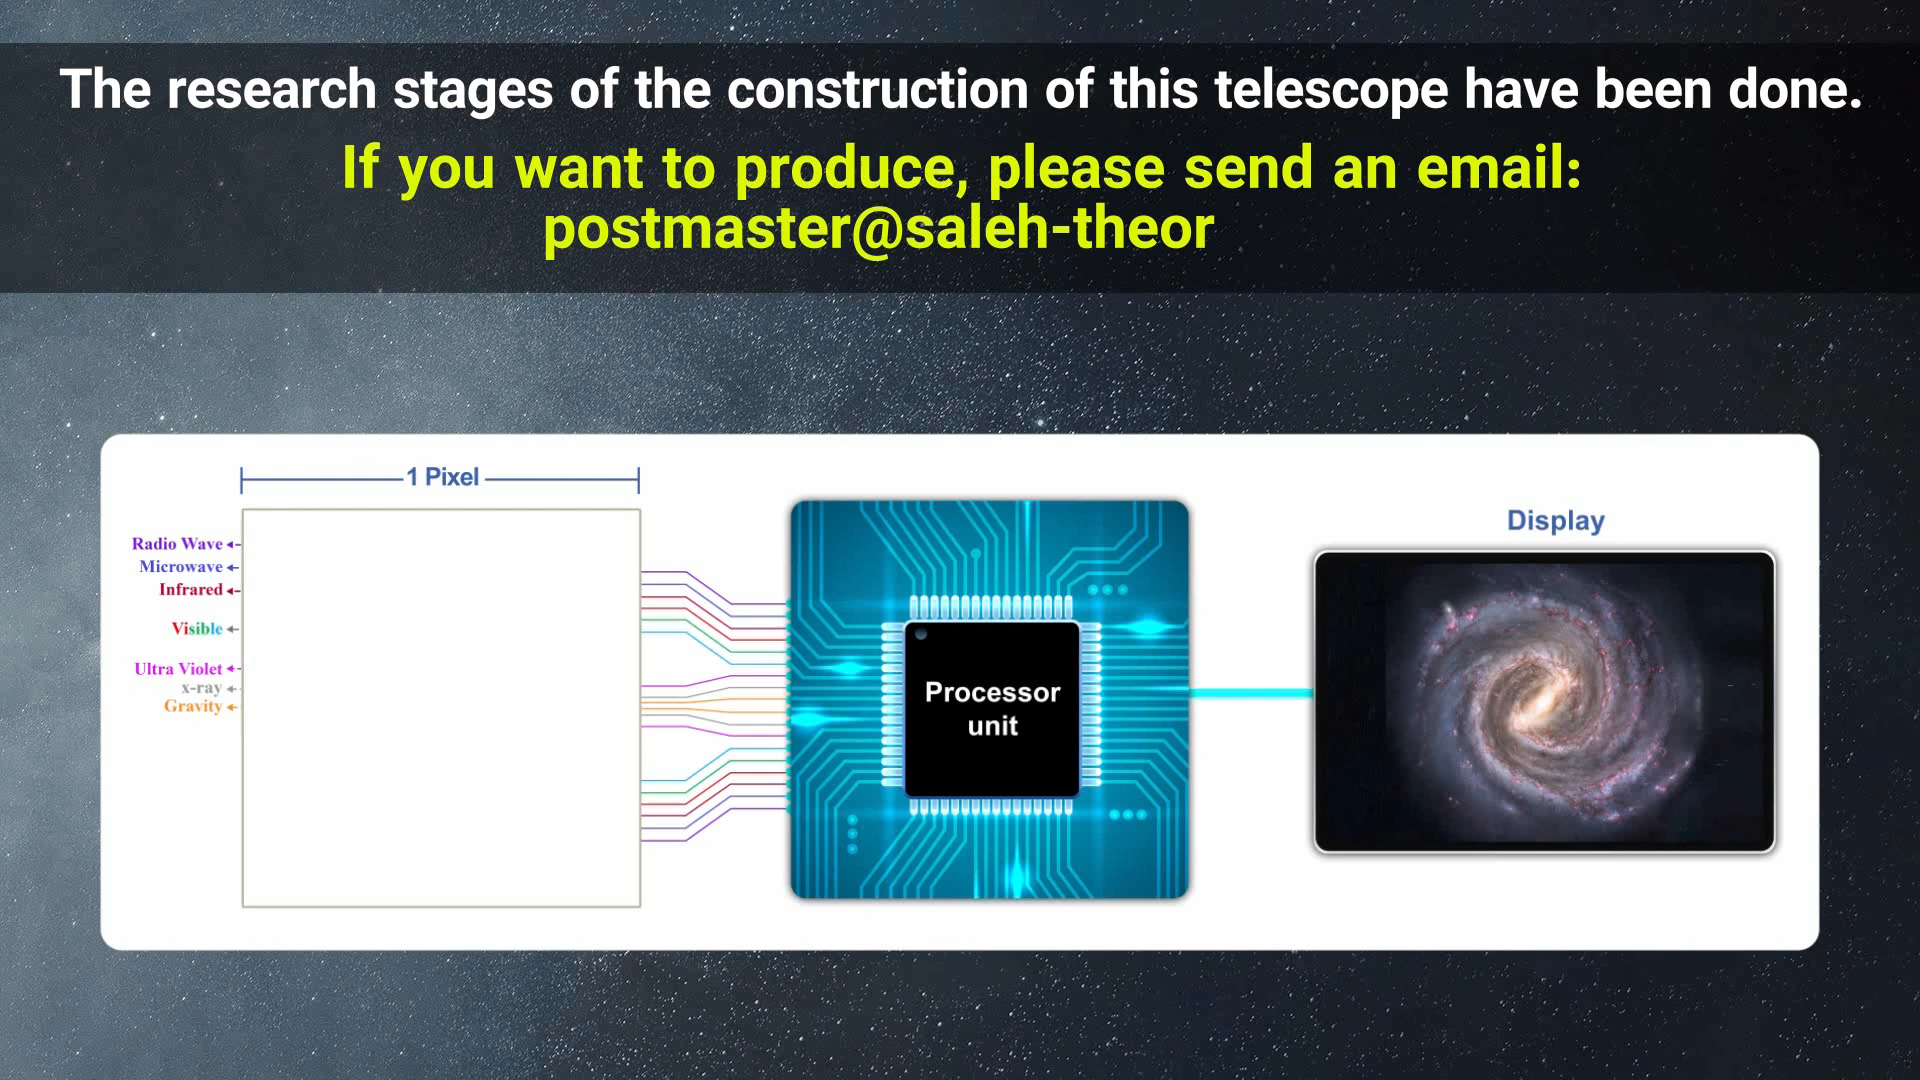 The research stages of the construction of this telescope have been done.
If you want to produce, please send an email:
postmaster@saleh-theor
1 Pixel
Radio Wave
Microwave
Infrared
Visible
Ultra Violet
x-ray
Gravity
Processor
unit
Display